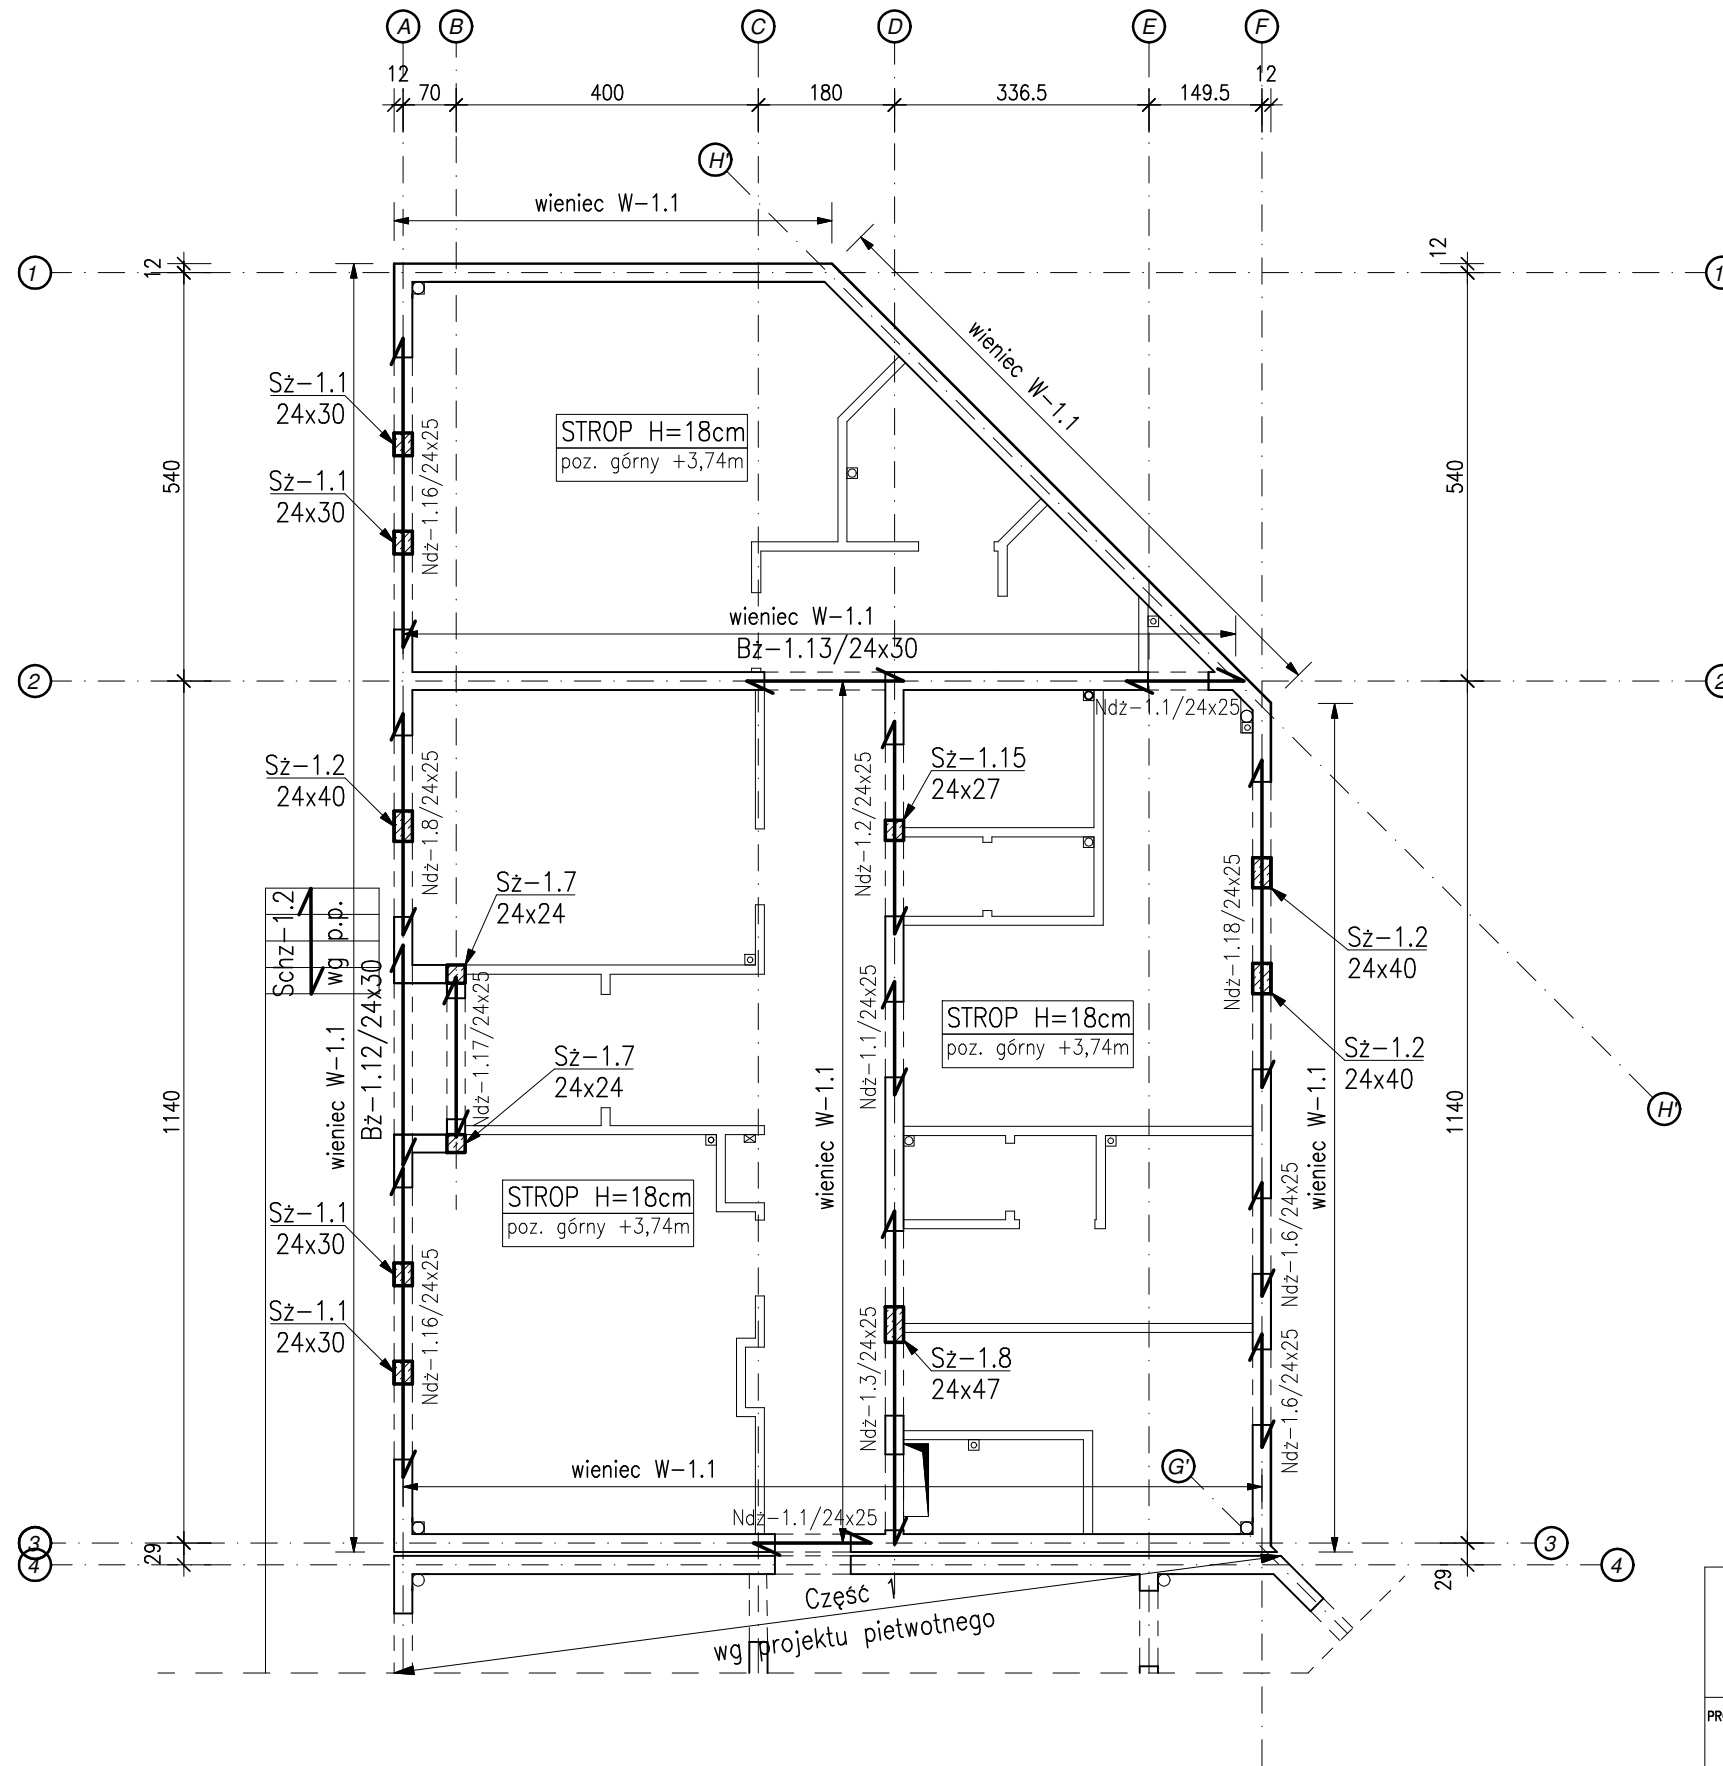 A B C D E F
12 70 400 180 336.5 149.5 12
H'
wieniec W-1.1
12
12
1
1
wieniec W-1.1
Sż-1.1
24x30
STROP H=18cm
poz. górny +3,74m
Ndż-1.16/24x25
540
540
Sż-1.1
24x30
wieniec W-1.1
Bż-1.13/24x30
2
2
Ndż-1.1/24x25
Sż-1.2
24x40
Ndż-1.8/24x25
Ndż-1.2/24x25
Sż-1.15
24x27
Sż-1.7
24x24
Schz-1.2
wg p.p.
Ndż-1.18/24x25
Sż-1.2
24x40
Bż-1.12/24x30
Ndż-1.17/24x25
Ndż-1.1/24x25
STROP H=18cm
poz. górny +3,74m
Sż-1.7
24x24
Sż-1.2
24x40
wieniec W-1.1
wieniec W-1.1
wieniec W-1.1
1140
1140
H'
STROP H=18cm
poz. górny +3,74m
Sż-1.1
24x30
Ndż-1.6/24x25
Sż-1.1
24x30
Ndż-1.16/24x25
Ndż-1.3/24x25
Sż-1.8
24x47
Ndż-1.6/24x25
wieniec W-1.1
G'
Ndż-1.1/24x25
3
3
4
4
29
29
Część 1
wg projektu pietwotnego